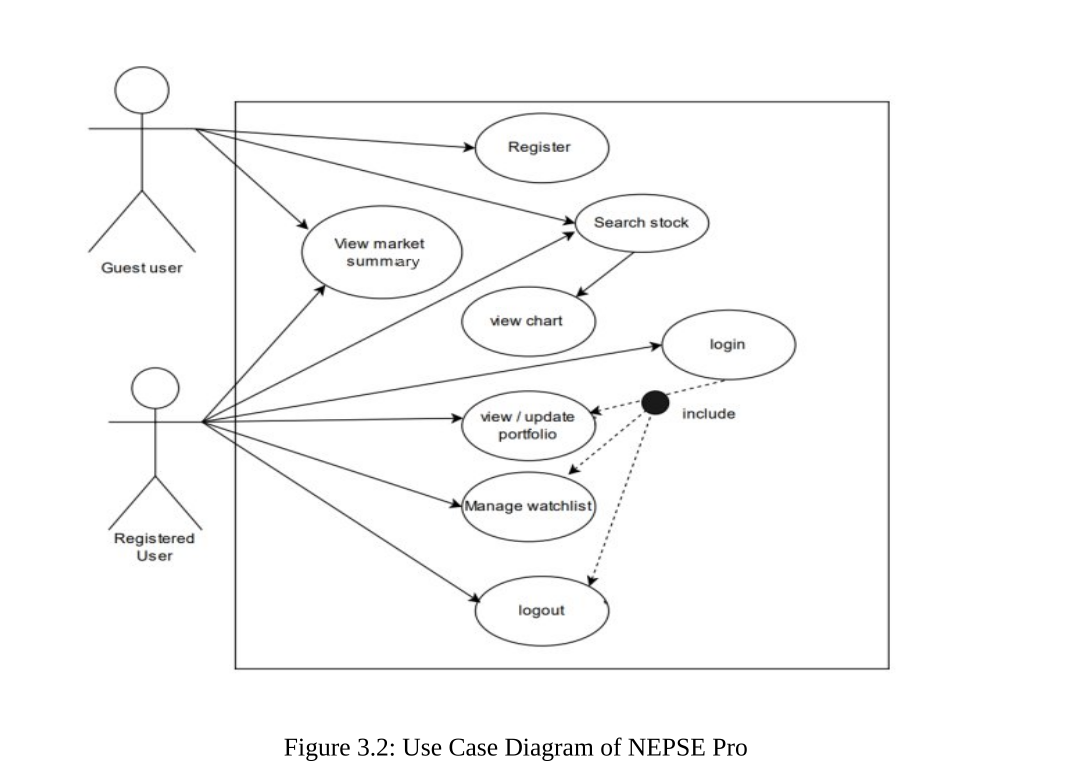 Register
Search stock
View market
summary
Guest user
view chart
login
view / update
portfolio
include
Manage watchlist
Registered
User
logout
Figure 3.2: Use Case Diagram of NEPSE Pro